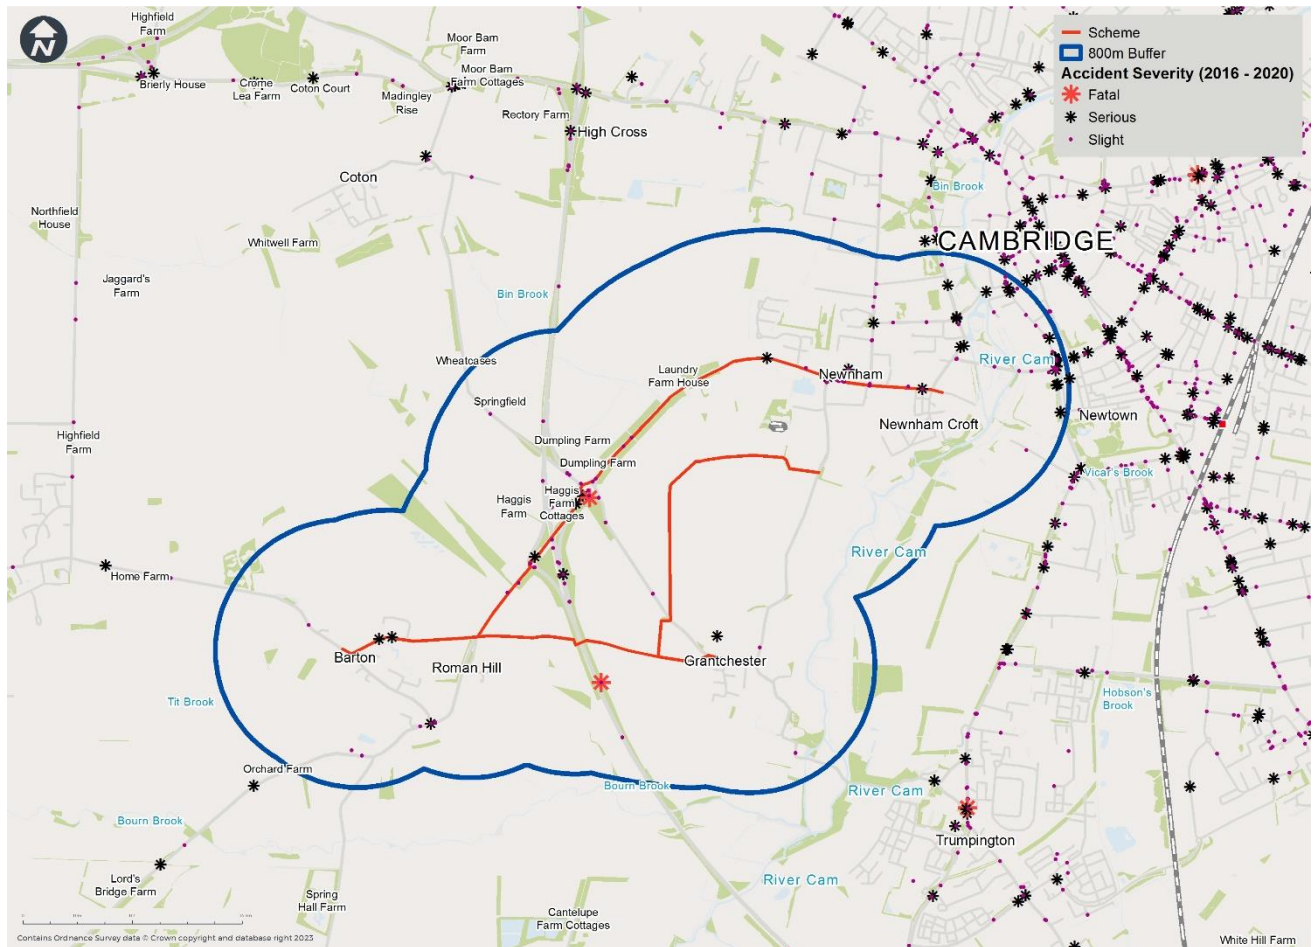 N
Highfield
Farm
Moor Barn
Farm
Moor Barn
Farm Cottages
Brierly House
Crome
Lea Farm
Coton Court
Madingley
Rise
Rectory Farm
High Cross
Coton
Northfield
House
Whitwell Farm
Jaggard's
Farm
Bin Brook
Bin Brook
CAMBRIDGE
Scheme
800m Buffer
Accident Severity (2016 - 2020)
Fatal
Serious
Slight
Wheatcases
Springfield
Laundry
Farm House
Newnham
River Cam
Newnham Croft
Newtown
Highfield
Farm
Dumpling Farm
Dumpling Farm
Haggis
Farm
Haggis
Farm
Cottages
Vicar's Brook
River Cam
Home Farm
Barton
Roman Hill
Grantchester
Tit Brook
Hobson's
Brook
Orchard Farm
Bourn Brook
Bourn Brook
River Cam
Trumpington
Lord's
Bridge Farm
Spring
Hall Farm
River Cam
Cantelupe
Farm Cottages
White Hill Farm
Contains Ordnance Survey data © Crown copyright and database right 2023